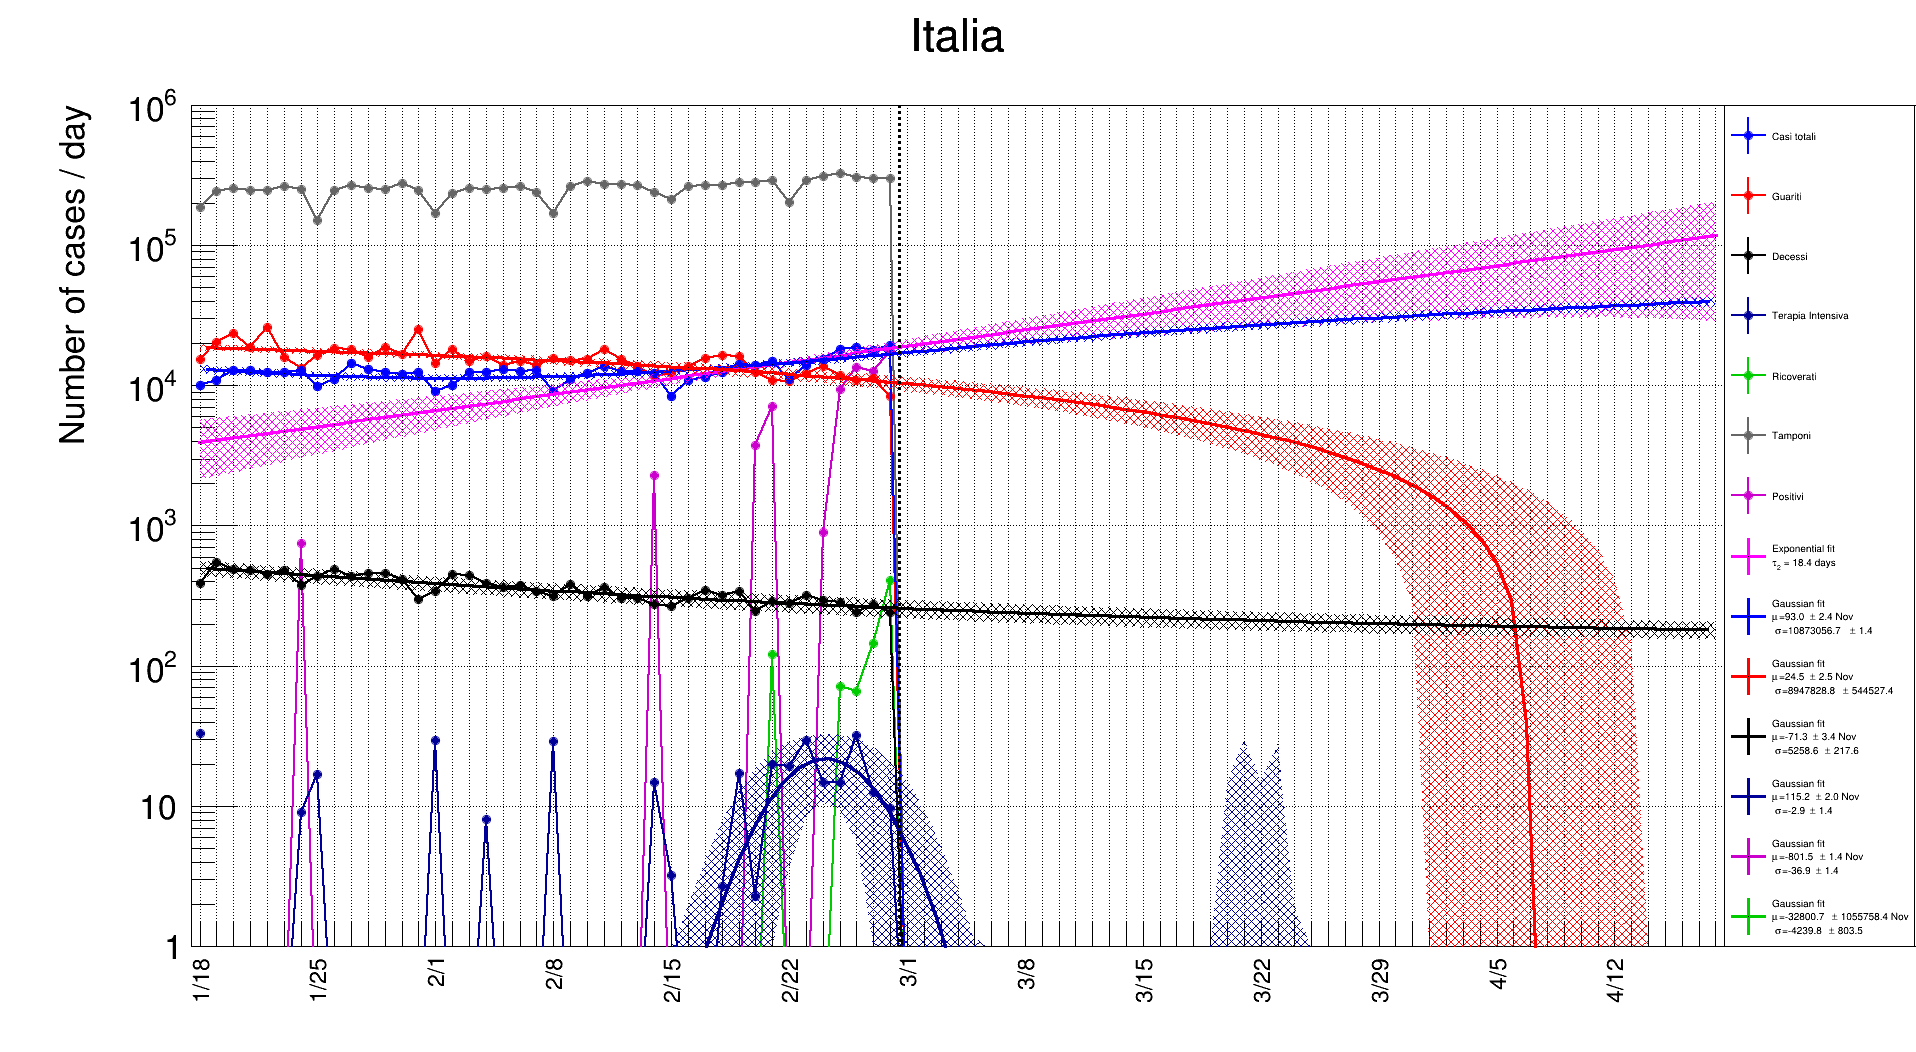 Italia
Number of cases / day
10^6
10^5
10^4
10^3
10^2
10
1
1/18
1/25
2/1
2/8
2/15
2/22
3/1
3/8
3/15
3/22
3/29
4/5
4/12
Casi totali
Guariti
Decessi
Terapia Intensiva
Ricoverati
Tamponi
Positivi
Exponential fit
τ₂ = 18.4 days
Gaussian fit
μ=93.0 ± 2.4 Nov
σ=10873056.7 ± 1.4
Gaussian fit
μ=24.5 ± 2.5 Nov
σ=8947828.8 ± 544527.4
Gaussian fit
μ=-71.3 ± 3.4 Nov
σ=5258.6 ± 217.6
Gaussian fit
μ=115.2 ± 2.0 Nov
σ=-2.9 ± 1.4
Gaussian fit
μ=-801.5 ± 1.4 Nov
σ=-36.9 ± 1.4
Gaussian fit
μ=-32800.7 ± 1055758.4 Nov
σ=-4239.8 ± 803.5